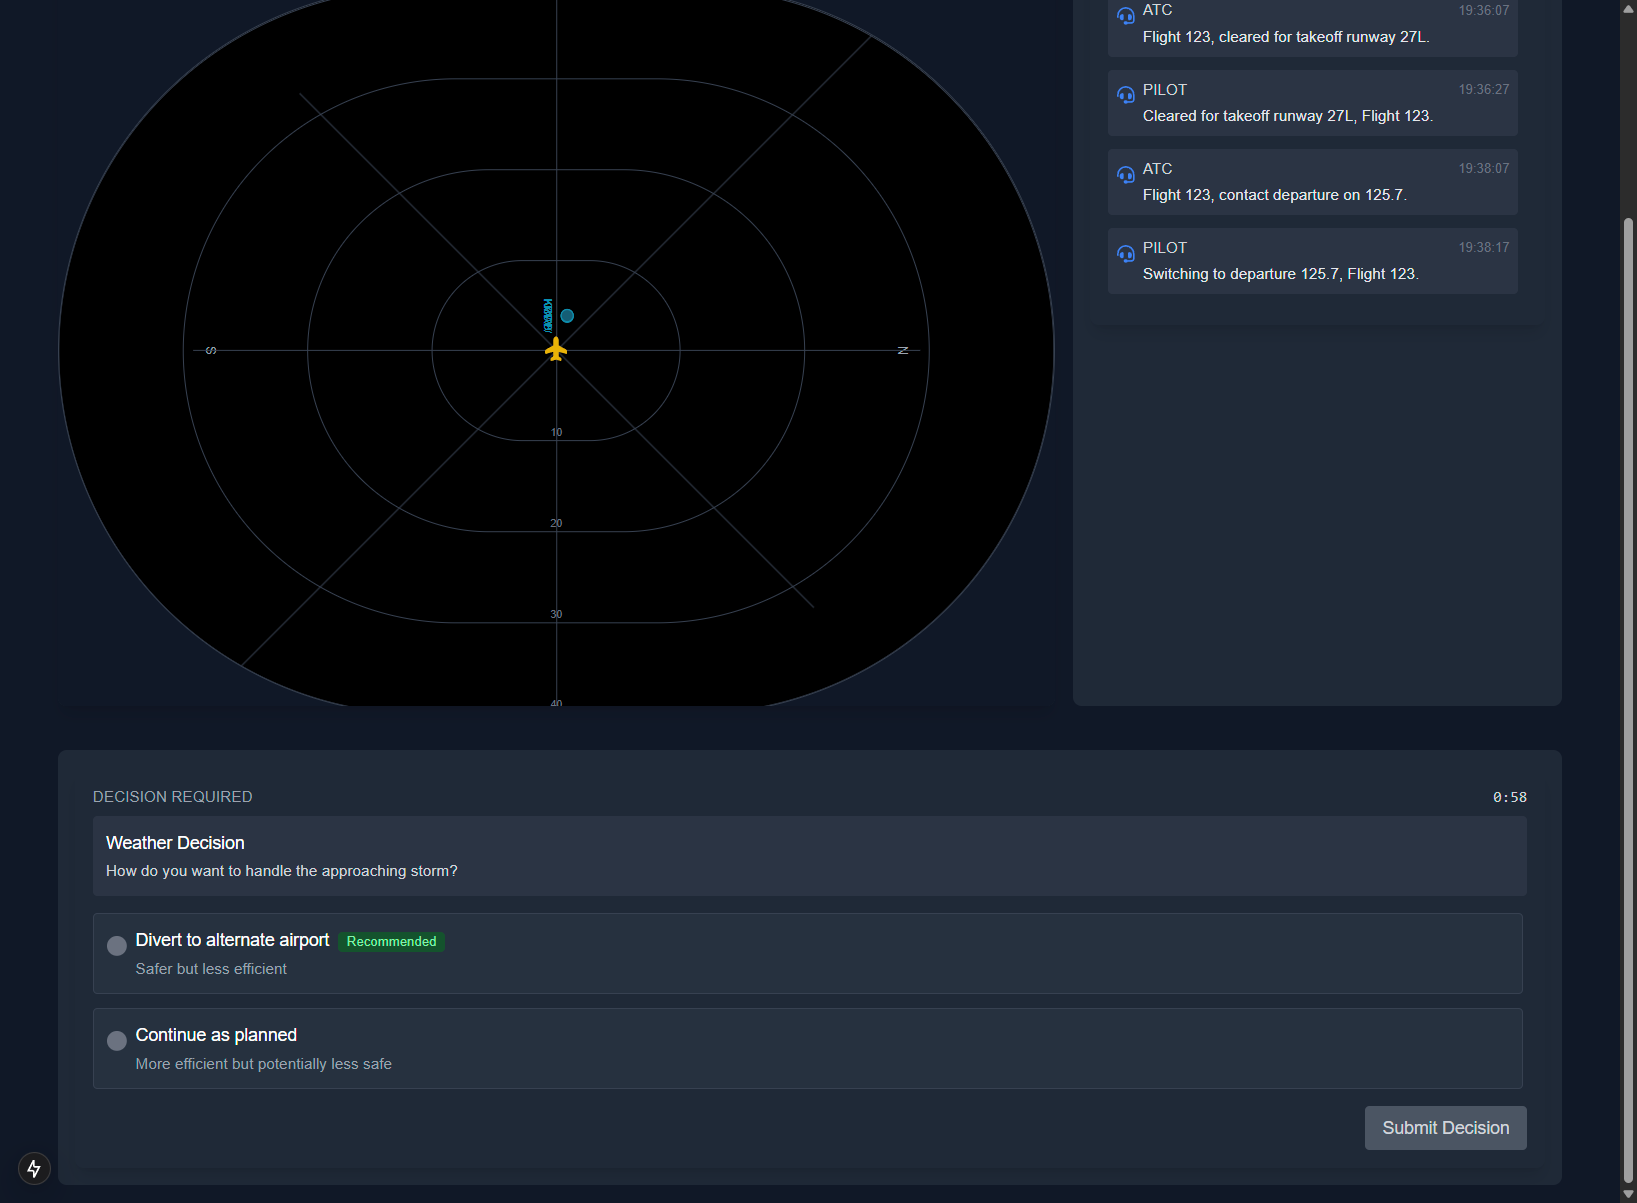 ATC
19:36:07
Flight 123, cleared for takeoff runway 27L.
PILOT
19:36:27
Cleared for takeoff runway 27L, Flight 123.
ATC
19:38:07
Flight 123, contact departure on 125.7.
PILOT
19:38:17
Switching to departure 125.7, Flight 123.
S
N
10
20
30
40
DECISION REQUIRED
0:58
Weather Decision
How do you want to handle the approaching storm?
Divert to alternate airport
Recommended
Safer but less efficient
Continue as planned
More efficient but potentially less safe
Submit Decision